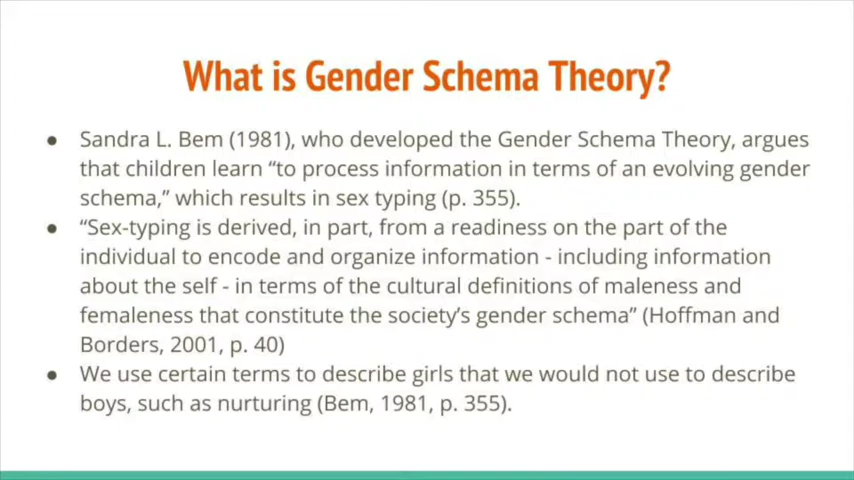 What is Gender Schema Theory?
● Sandra L. Bem (1981), who developed the Gender Schema Theory, argues
that children learn “to process information in terms of an evolving gender
schema,” which results in sex typing (p. 355).
● “Sex-typing is derived, in part, from a readiness on the part of the
individual to encode and organize information - including information
about the self - in terms of the cultural definitions of maleness and
femaleness that constitute the society’s gender schema” (Hoffman and
Borders, 2001, p. 40)
● We use certain terms to describe girls that we would not use to describe
boys, such as nurturing (Bem, 1981, p. 355).